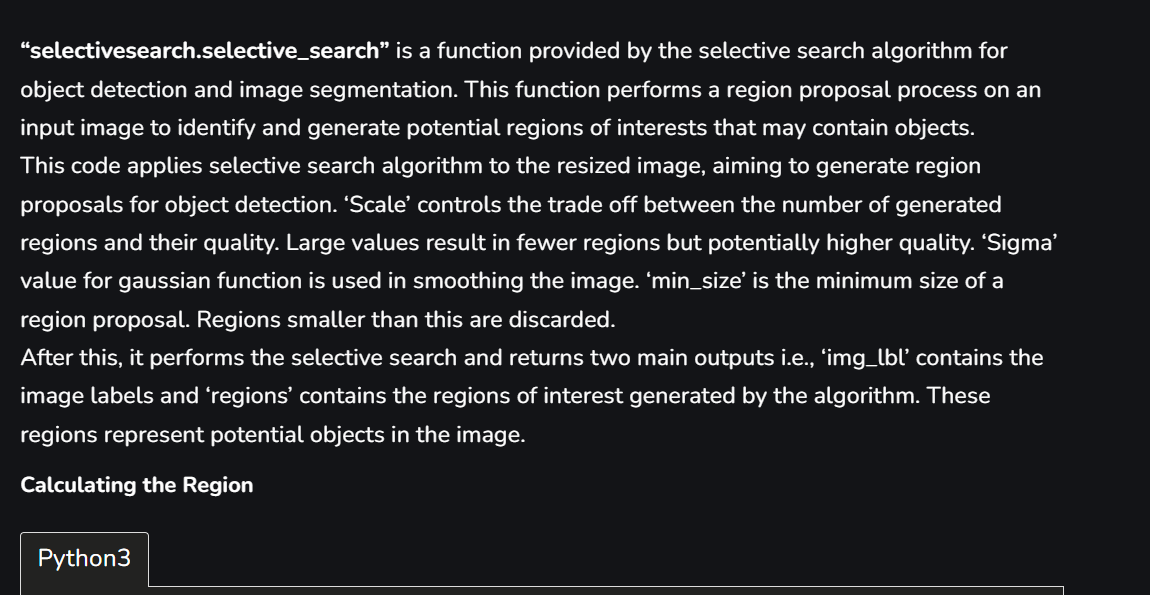 “selectivesearch.selective_search” is a function provided by the selective search algorithm for
object detection and image segmentation. This function performs a region proposal process on an
input image to identify and generate potential regions of interests that may contain objects.
This code applies selective search algorithm to the resized image, aiming to generate region
proposals for object detection. ‘Scale’ controls the trade off between the number of generated
regions and their quality. Large values result in fewer regions but potentially higher quality. ‘Sigma’
value for gaussian function is used in smoothing the image. ‘min_size’ is the minimum size of a
region proposal. Regions smaller than this are discarded.
After this, it performs the selective search and returns two main outputs i.e., ‘img_lbl’ contains the
image labels and ‘regions’ contains the regions of interest generated by the algorithm. These
regions represent potential objects in the image.
Calculating the Region
Python3